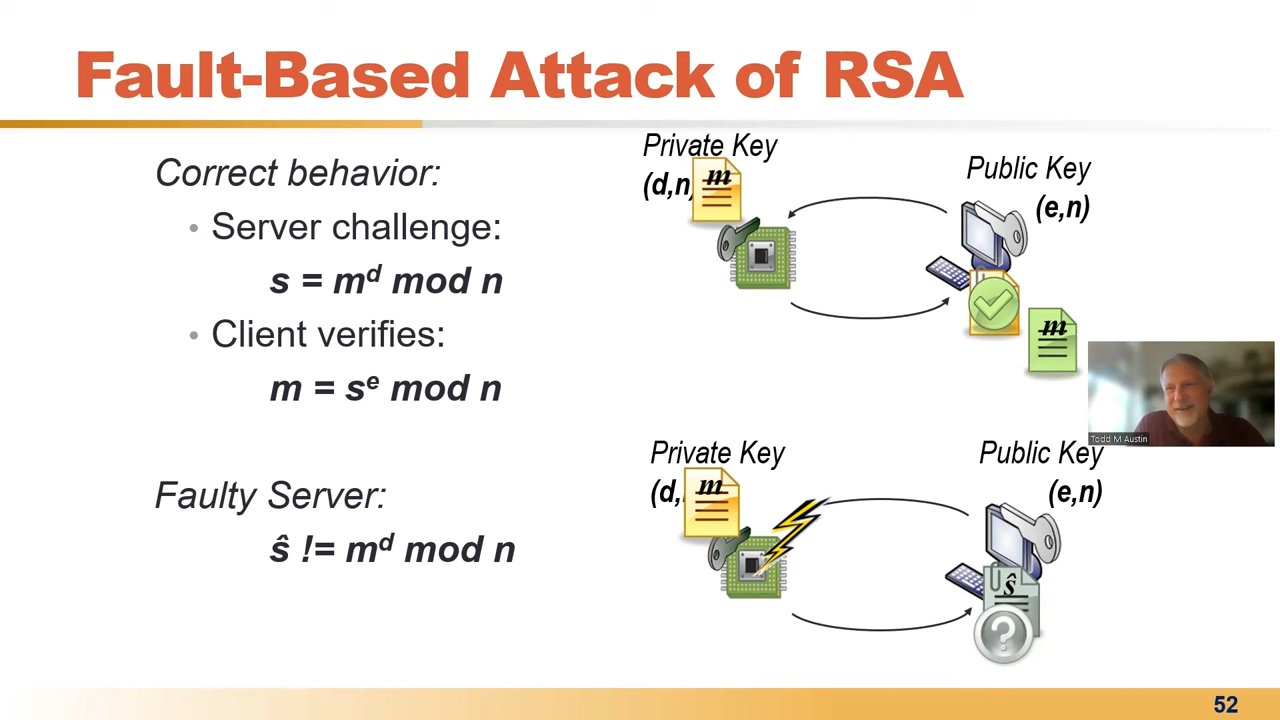 Fault-Based Attack of RSA
Correct behavior:
• Server challenge:
s = mᵈ mod n
• Client verifies:
m = sᵉ mod n
Faulty Server:
ŝ != mᵈ mod n
Private Key
(d,n)
m
Public Key
(e,n)
m
Todd M Austin
Private Key
(d,
m
Public Key
(e,n)
ŝ
?
52